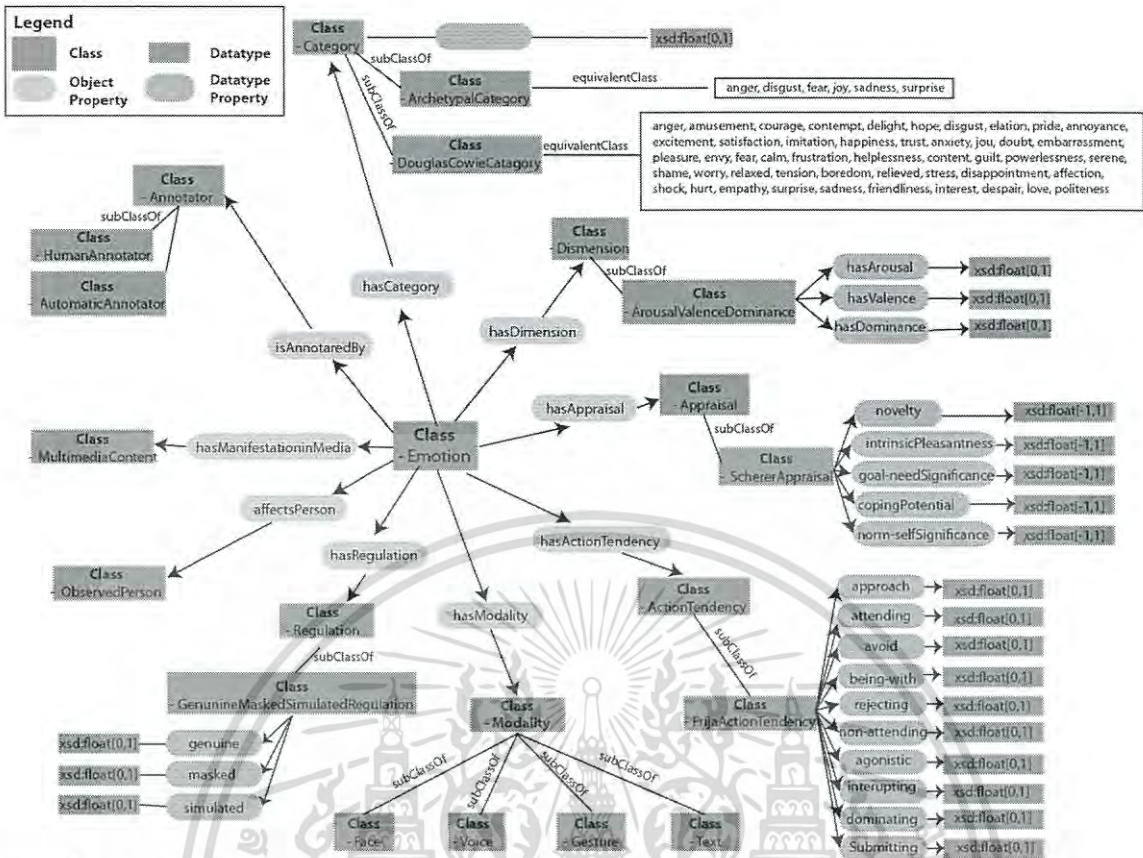 Legend
Class
Datatype
Object
Property
Datatype
Property
Class
- Category
xsd:float[0,1]
subClassOf
subClassOf
Class
- ArchetypalCategory
equivalentClass
anger, disgust, fear, joy, sadness, surprise
Class
- DouglasCowieCatagory
equivalentClass
anger, amusement, courage, contempt, delight, hope, disgust, elation, pride, annoyance,
excitement, satisfaction, imitation, happiness, trust, anxiety, jou, doubt, embarrassment,
pleasure, envy, fear, calm, frustration, helplessness, content, guilt, powerlessness, serene,
shame, worry, relaxed, tension, boredom, relieved, stress, disappointment, affection,
shock, hurt, empathy, surprise, sadness, friendliness, interest, despair, love, politeness
Class
- Annotator
subClassOf
Class
- HumanAnnotator
Class
- AutomaticAnnotator
isAnnotaredBy
hasCategory
hasDimension
Class
- Dismension
subClassOf
Class
- ArousalValenceDominance
hasArousal
xsd:float[0,1]
hasValence
xsd:float[0,1]
hasDominance
xsd:float[0,1]
hasAppraisal
Class
- Appraisal
subClassOf
Class
- SchererAppraisal
novelty
xsd:float[-1,1]
intrinsicPleasantness
xsd:float[-1,1]
goal-needSignificance
xsd:float[-1,1]
copingPotential
xsd:float[-1,1]
norm-selfSignificance
xsd:float[-1,1]
Class
- MultimediaContent
hasManifestationinMedia
Class
- Emotion
affectsPerson
Class
- ObservedPerson
hasRegulation
Class
- Regulation
subClassOf
Class
- GenunineMaskedSimulatedRegulation
xsd:float[0,1]
genuine
xsd:float[0,1]
masked
xsd:float[0,1]
simulated
hasModality
Class
- Modality
subClassOf
subClassOf
subClassOf
subClassOf
Class
- Face
Class
- Voice
Class
- Gesture
Class
- Text
hasActionTendency
Class
- ActionTendency
subClassOf
Class
- FrijaActionTendency
approach
xsd:float[0,1]
attending
xsd:float[0,1]
avoid
xsd:float[0,1]
being-with
xsd:float[0,1]
rejecting
xsd:float[0,1]
non-attending
xsd:float[0,1]
agonistic
xsd:float[0,1]
interupting
xsd:float[0,1]
dominating
xsd:float[0,1]
Submitting
xsd:float[0,1]